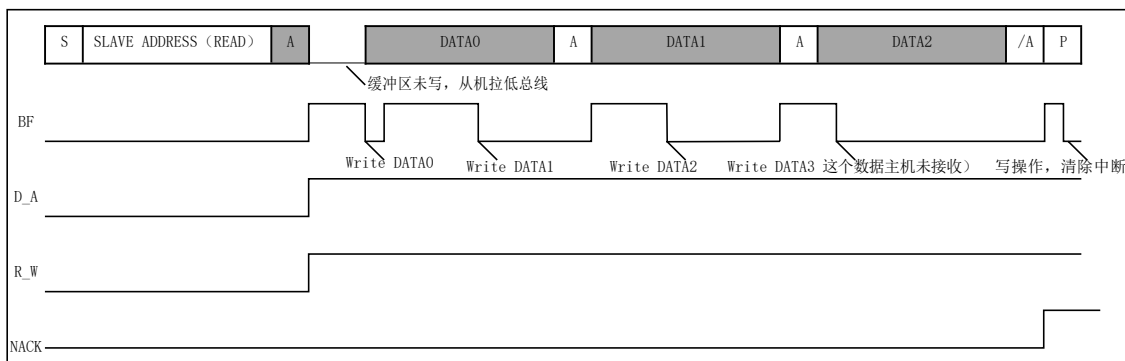 S SLAVE ADDRESS（READ） A DATA0 A DATA1 A DATA2 /A P
缓冲区未写，从机拉低总线
BF
Write DATA0 Write DATA1 Write DATA2 Write DATA3 这个数据主机未接收） 写操作，清除中断
D_A
R_W
NACK